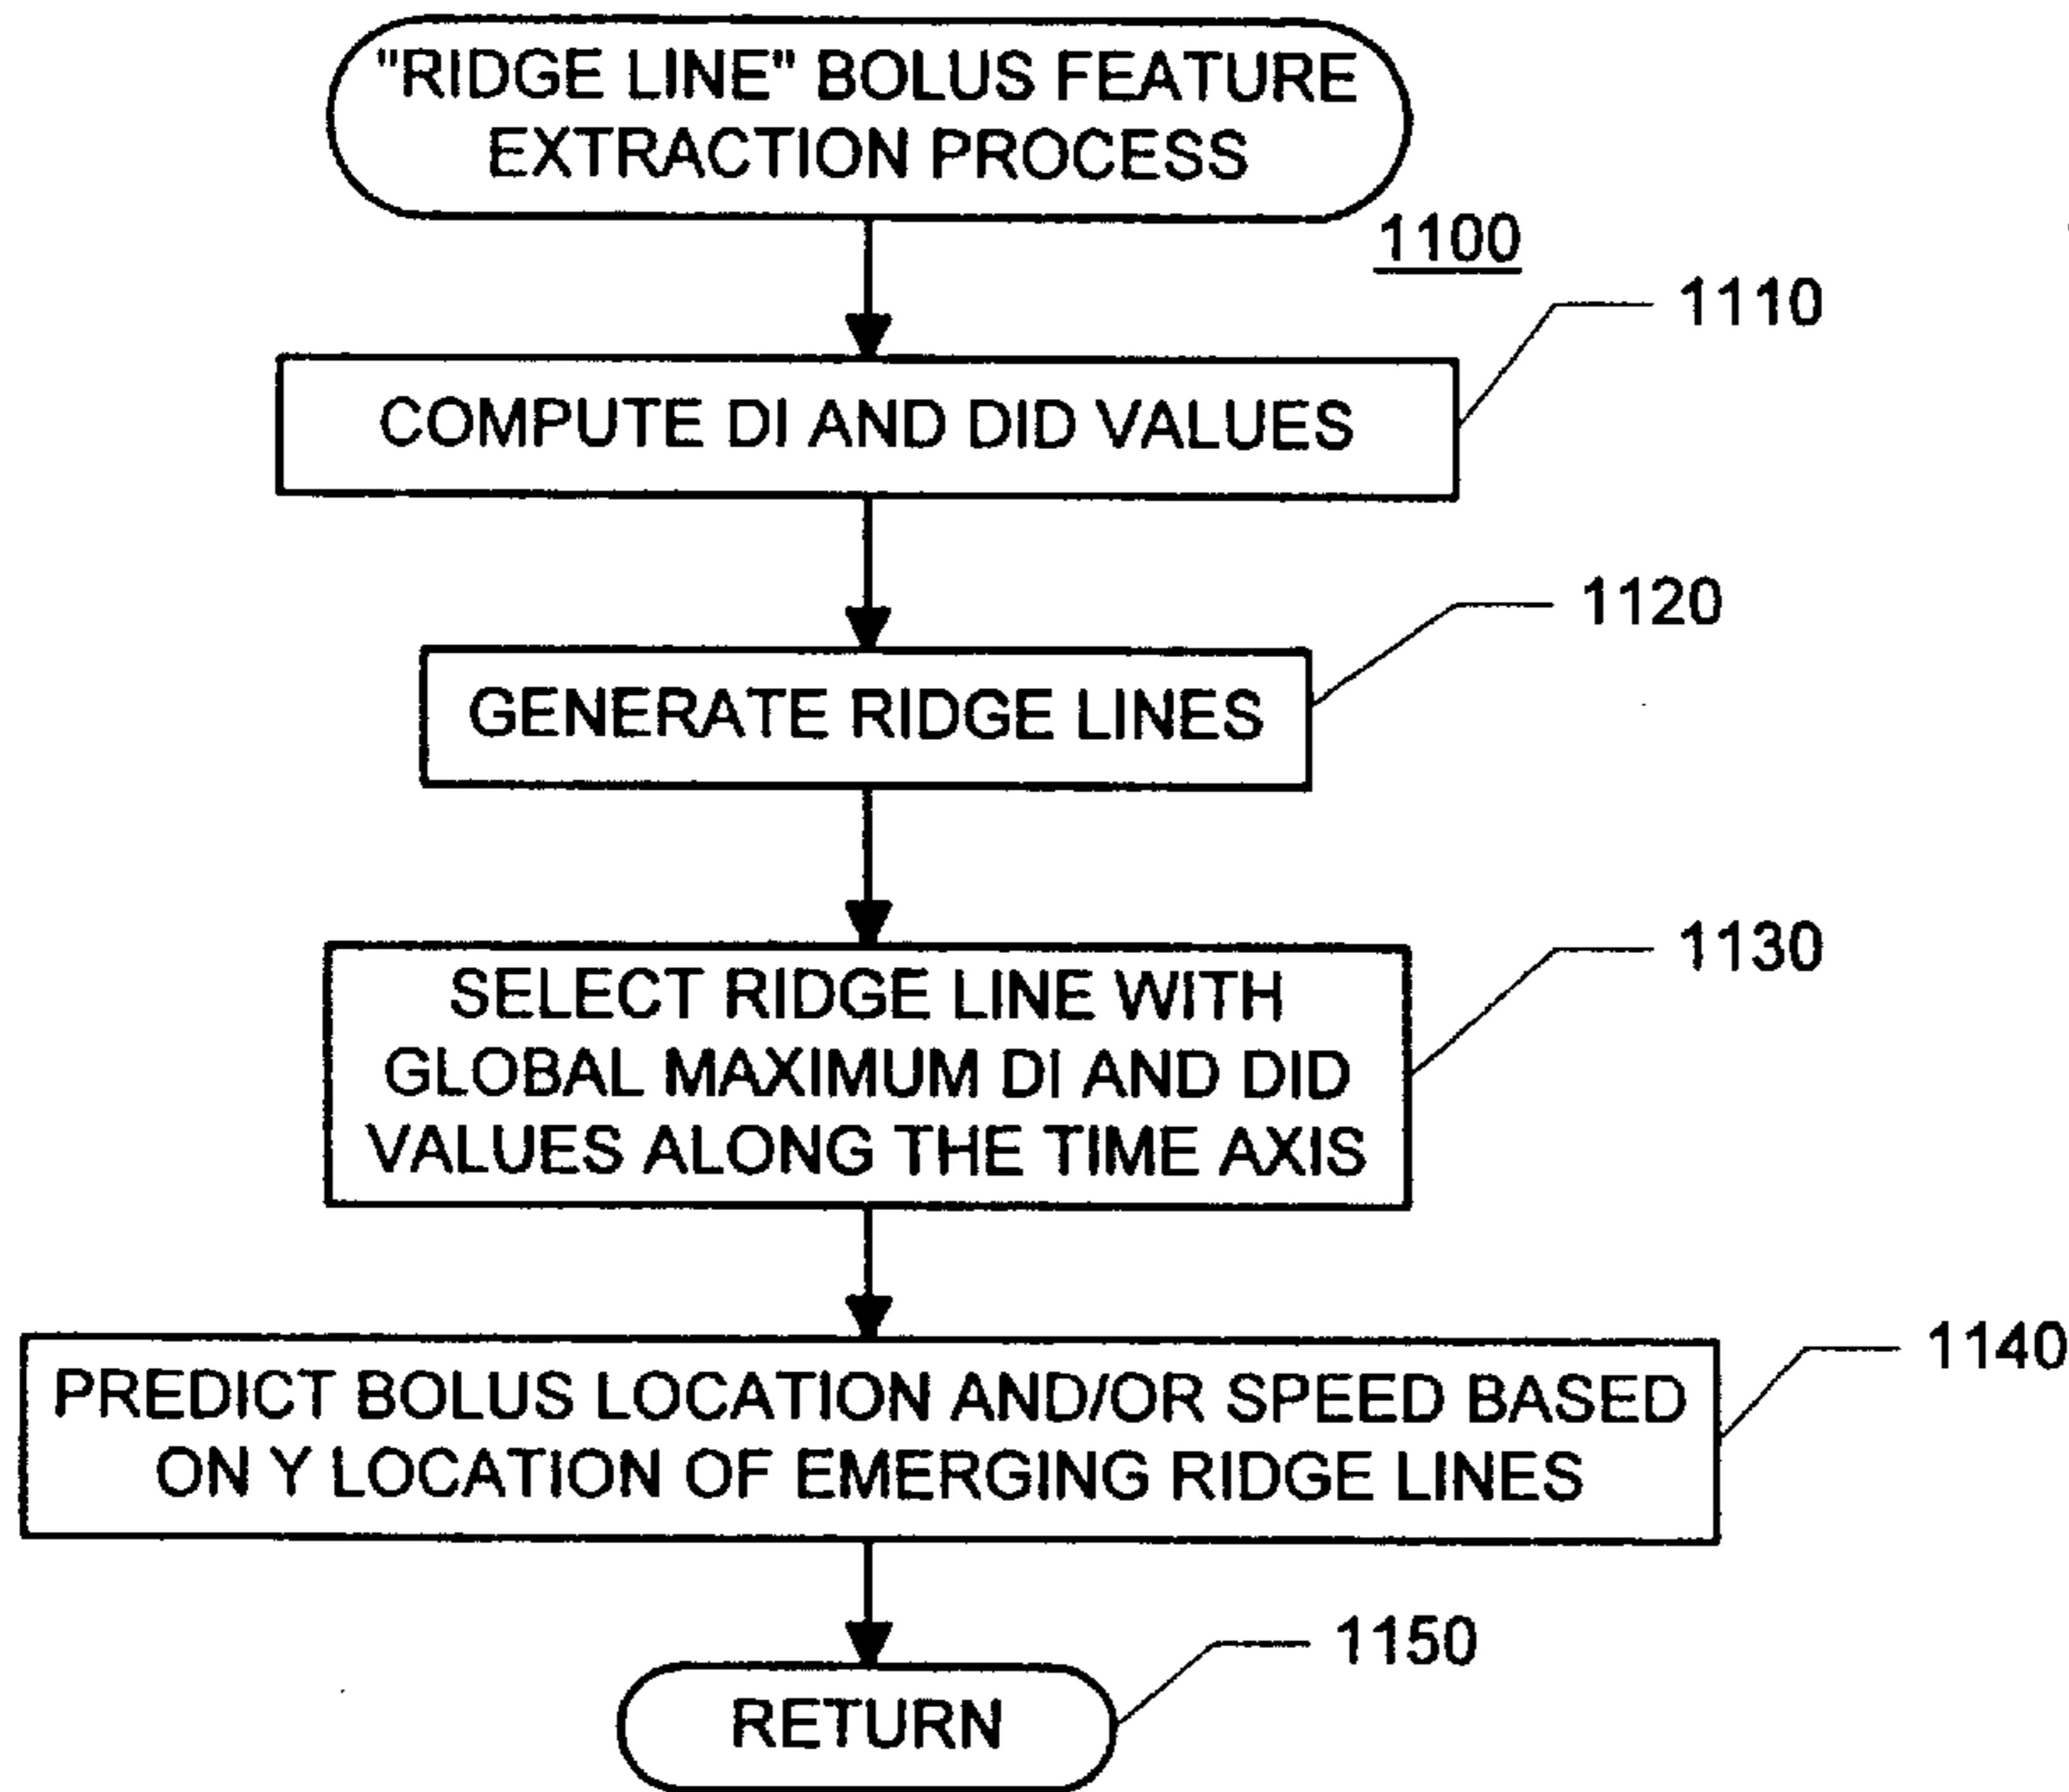 "RIDGE LINE" BOLUS FEATURE
EXTRACTION PROCESS
1100
1110
COMPUTE DI AND DID VALUES
1120
GENERATE RIDGE LINES
1130
SELECT RIDGE LINE WITH
GLOBAL MAXIMUM DI AND DID
VALUES ALONG THE TIME AXIS
1140
PREDICT BOLUS LOCATION AND/OR SPEED BASED
ON Y LOCATION OF EMERGING RIDGE LINES
1150
RETURN